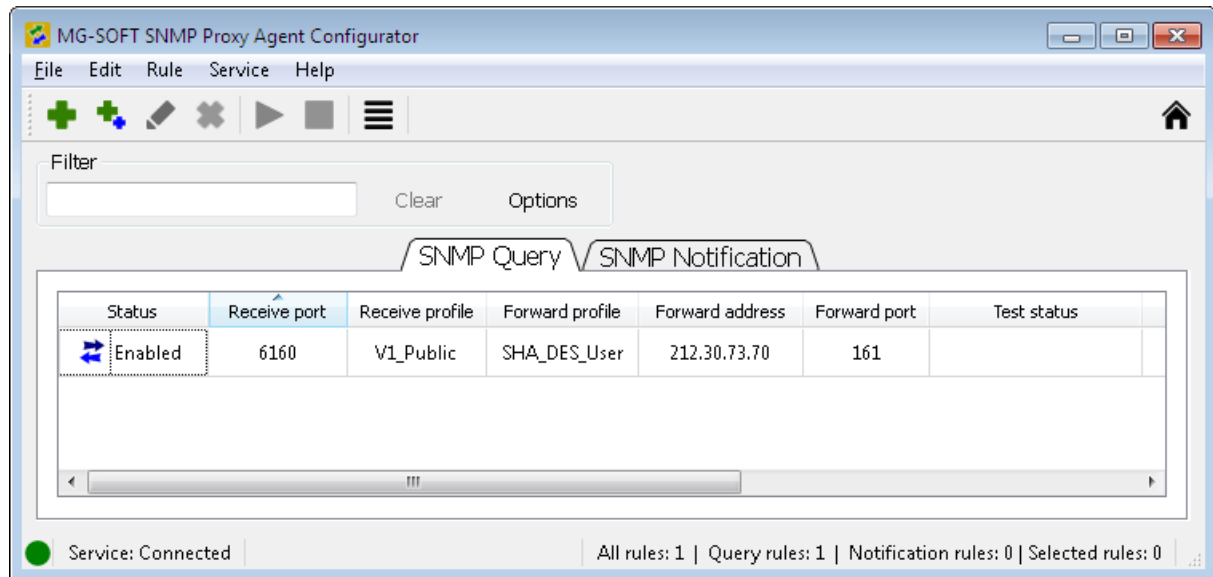 MG-SOFT SNMP Proxy Agent Configurator
File Edit Rule Service Help
Filter
Clear Options
SNMP Query SNMP Notification
Status Receive port Receive profile Forward profile Forward address Forward port Test status
Enabled 6160 V1_Public SHA_DES_User 212.30.73.70 161
Service: Connected All rules: 1 | Query rules: 1 | Notification rules: 0 | Selected rules: 0